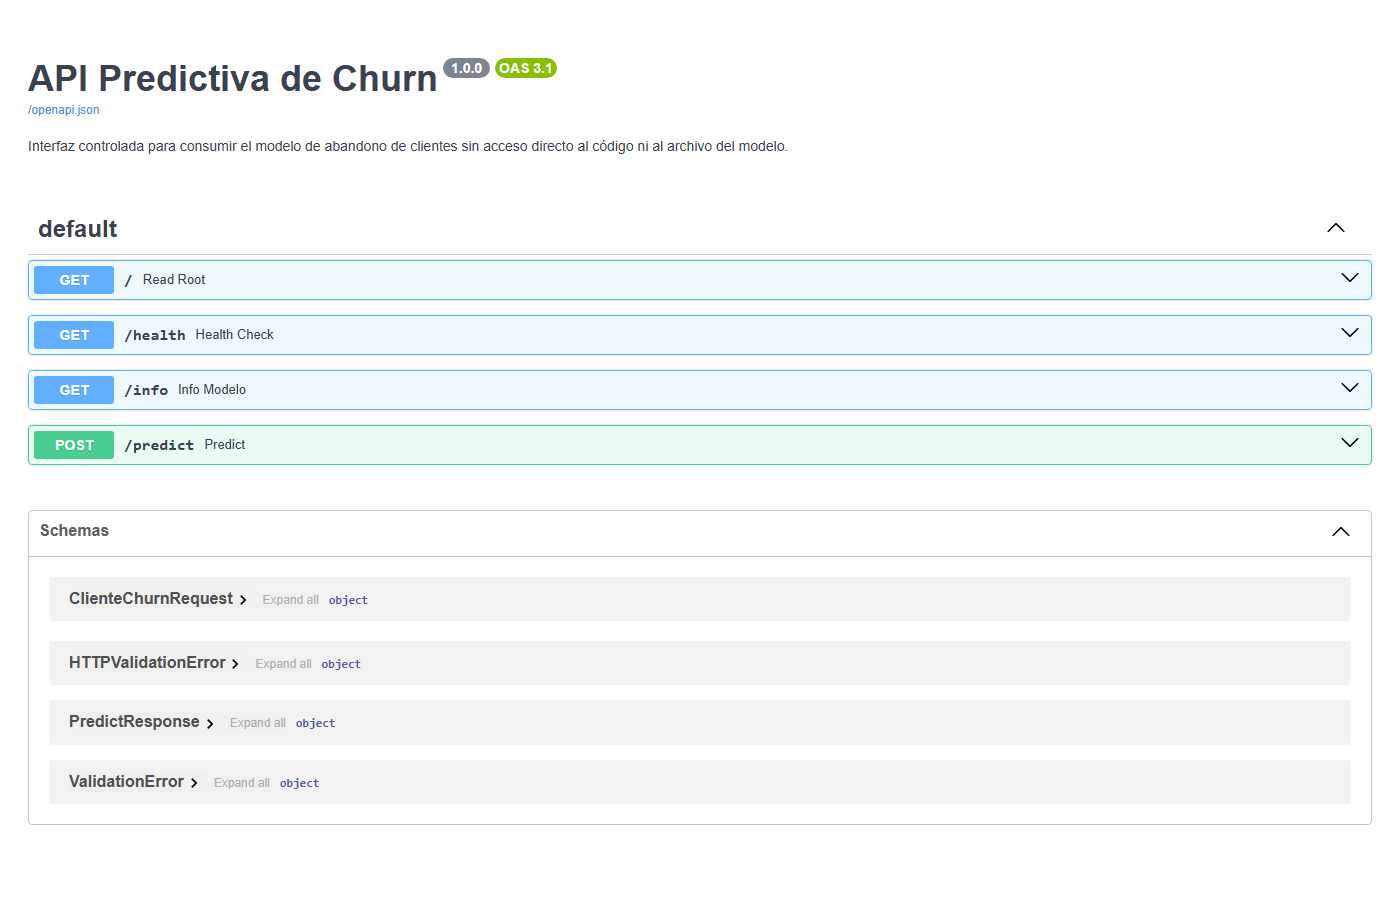 API Predictiva de Churn 1.0.0 OAS 3.1
/openapi.json
Interfaz controlada para consumir el modelo de abandono de clientes sin acceso directo al código ni al archivo del modelo.
default
GET / Read Root
GET /health Health Check
GET /info Info Modelo
POST /predict Predict
Schemas
ClienteChurnRequest Expand all object
HTTPValidationError Expand all object
PredictResponse Expand all object
ValidationError Expand all object